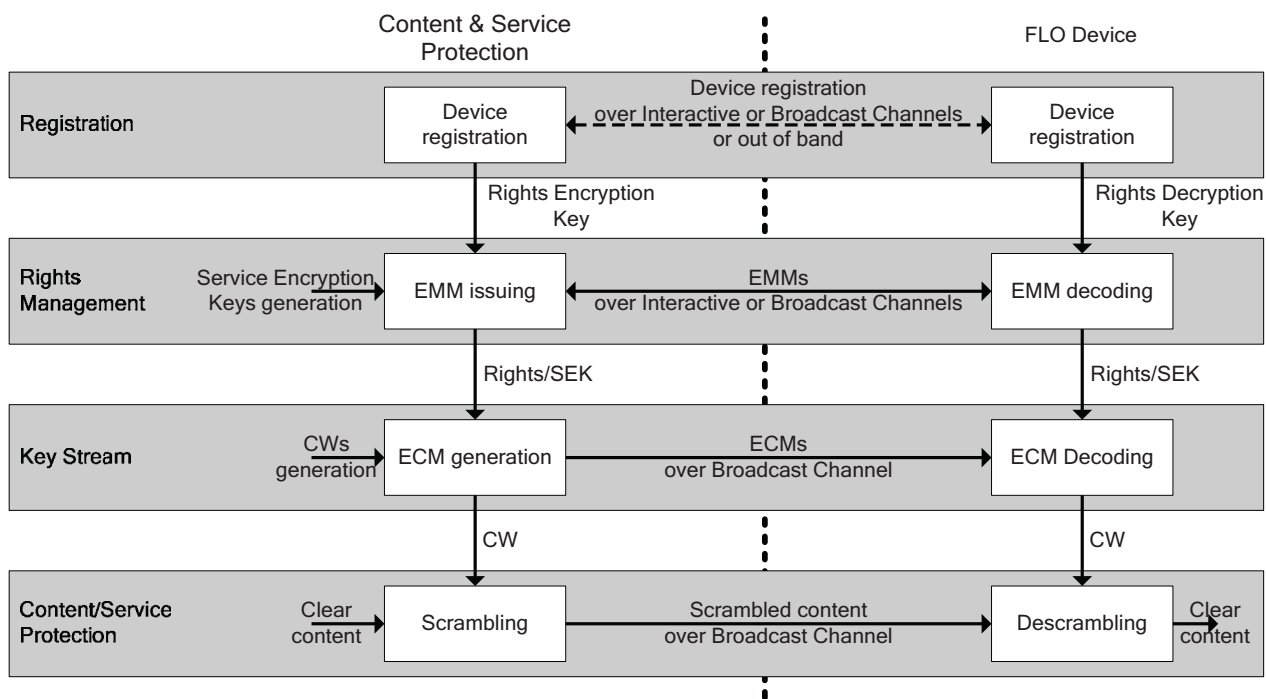 Content & Service
Protection
FLO Device
Registration
Device
registration
Device registration
over Interactive or Broadcast Channels
or out of band
Device
registration
Rights Encryption
Key
Rights Decryption
Key
Rights
Management
Service Encryption
Keys generation
EMM issuing
EMMs
over Interactive or Broadcast Channels
EMM decoding
Rights/SEK
Rights/SEK
Key Stream
CWs
generation
ECM generation
ECMs
over Broadcast Channel
ECM Decoding
CW
CW
Content/Service
Protection
Clear
content
Scrambling
Scrambled content
over Broadcast Channel
Descrambling
Clear
content